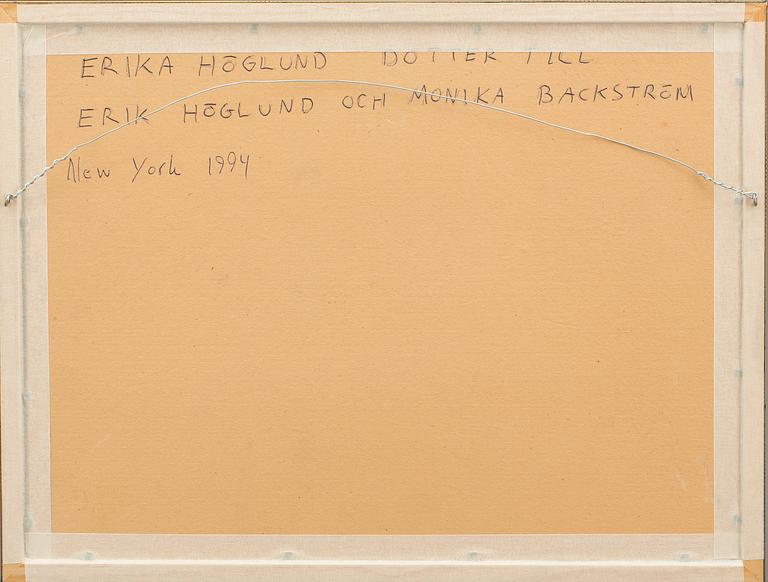 ERIKA HÖGLUND DOTTER TILL
ERIK HÖGLUND OCH MONIKA BACKSTRÖM
New York 1994